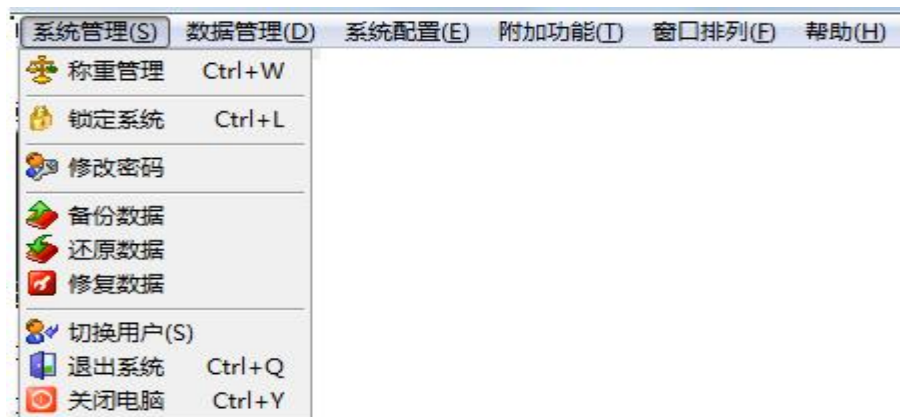 系统管理(S) 数据管理(D) 系统配置(E) 附加功能(T) 窗口排列(F) 帮助(H)
称重管理 Ctrl+W
锁定系统 Ctrl+L
修改密码
备份数据
还原数据
修复数据
切换用户(S)
退出系统 Ctrl+Q
关闭电脑 Ctrl+Y